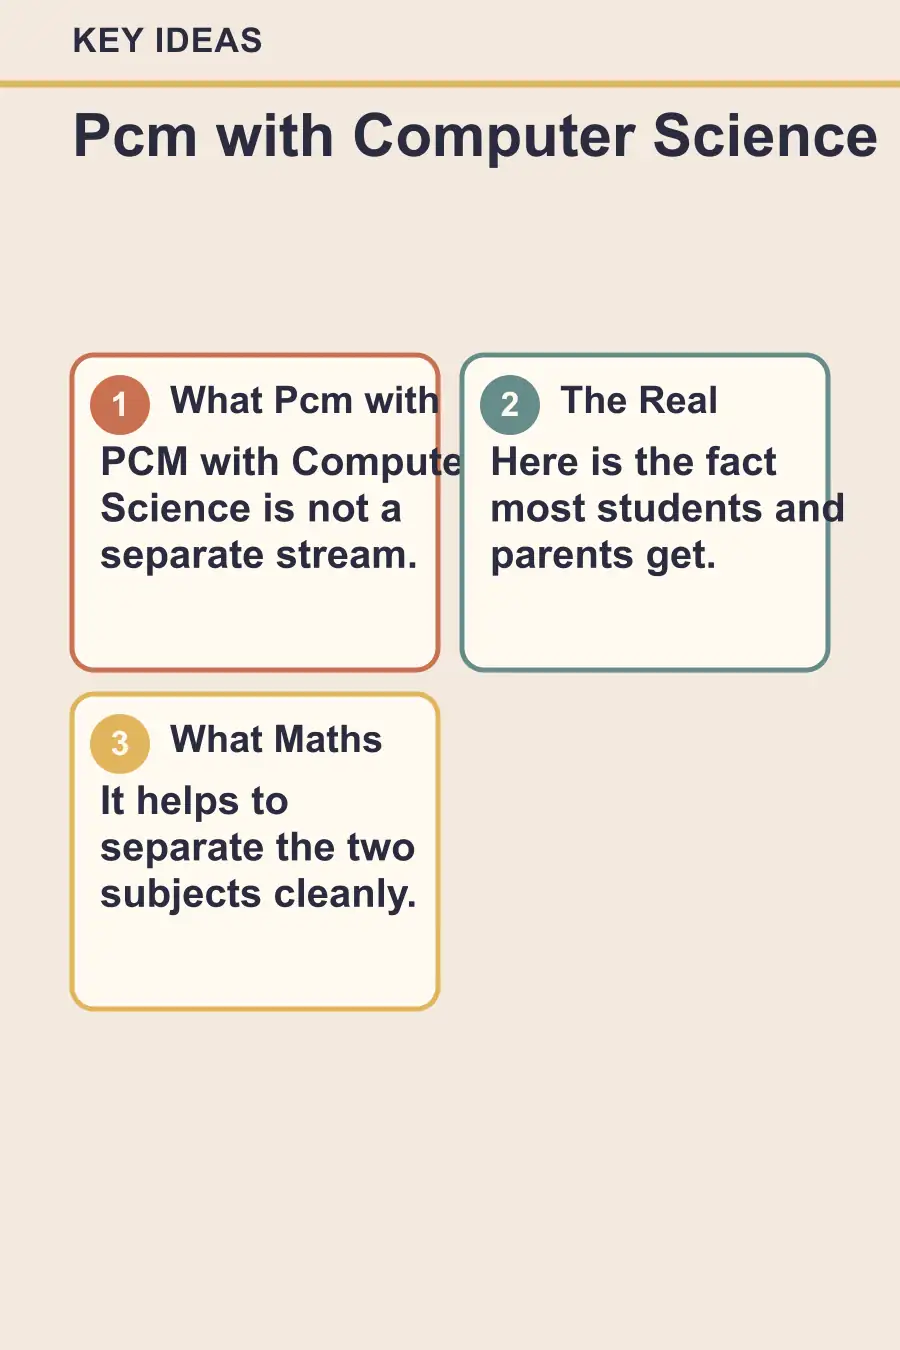 KEY IDEAS
Pcm with Computer Science
1
What Pcm with
PCM with Compute
Science is not a
separate stream.
2
The Real
Here is the fact
most students and
parents get.
3
What Maths
It helps to
separate the two
subjects cleanly.